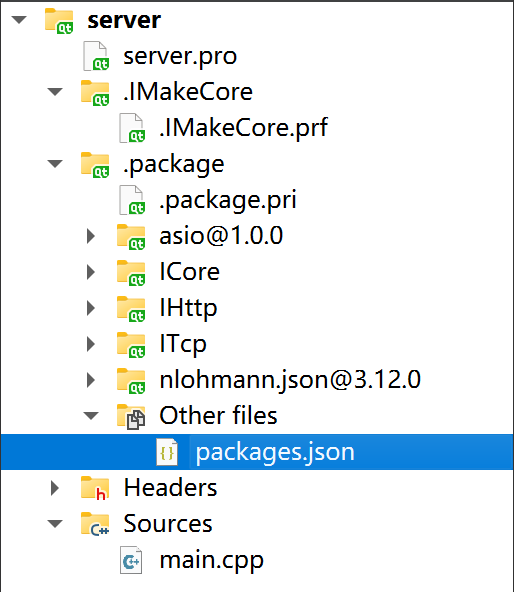 server
server.pro
.IMakeCore
.IMakeCore.prf
.package
.package.pri
asio@1.0.0
ICore
IHttp
ITcp
nlohmann.json@3.12.0
Other files
packages.json
Headers
Sources
main.cpp